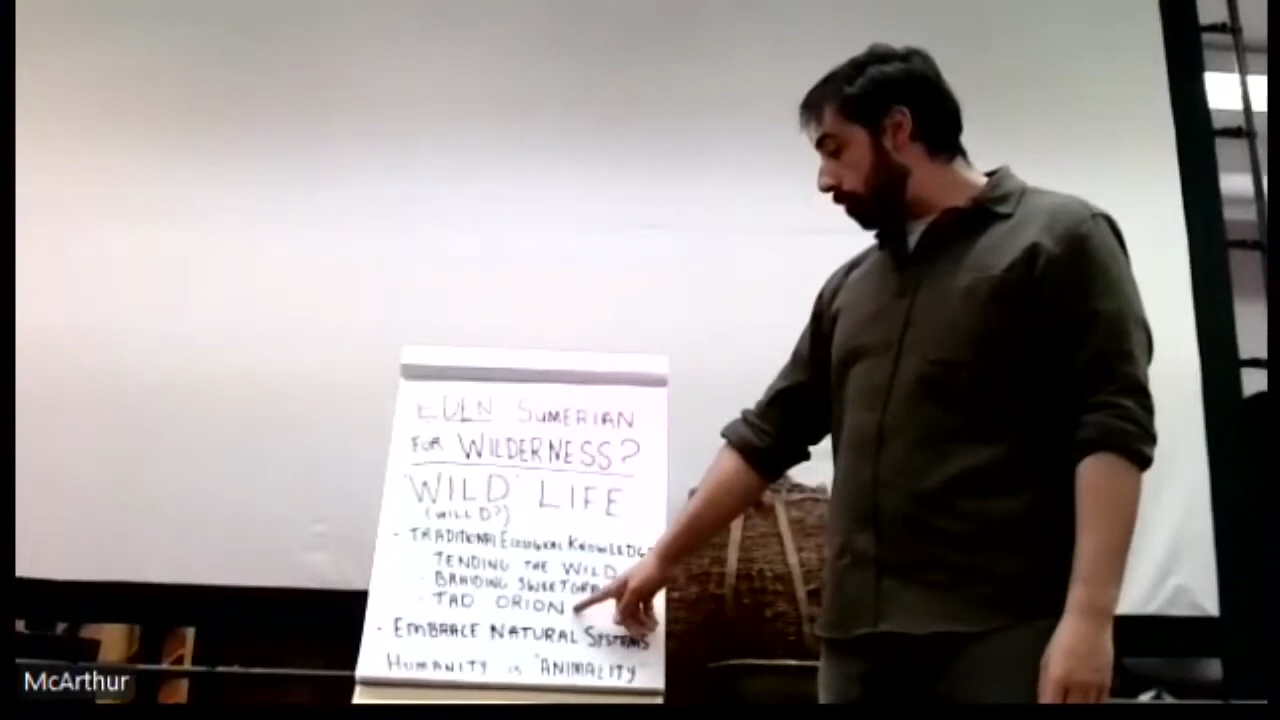 EDEN SUMERIAN
FOR WILDERNESS?
WILD LIFE
(WILL D?)
- TRADITIONAL ECOLOGICAL KNOWLEDGE
TENDING THE WILD
· BRAIDING
· TAD ORION
- EMBRACE NATURAL SYSTEMS
HUMANITY IS "ANIMALITY"
McArthur